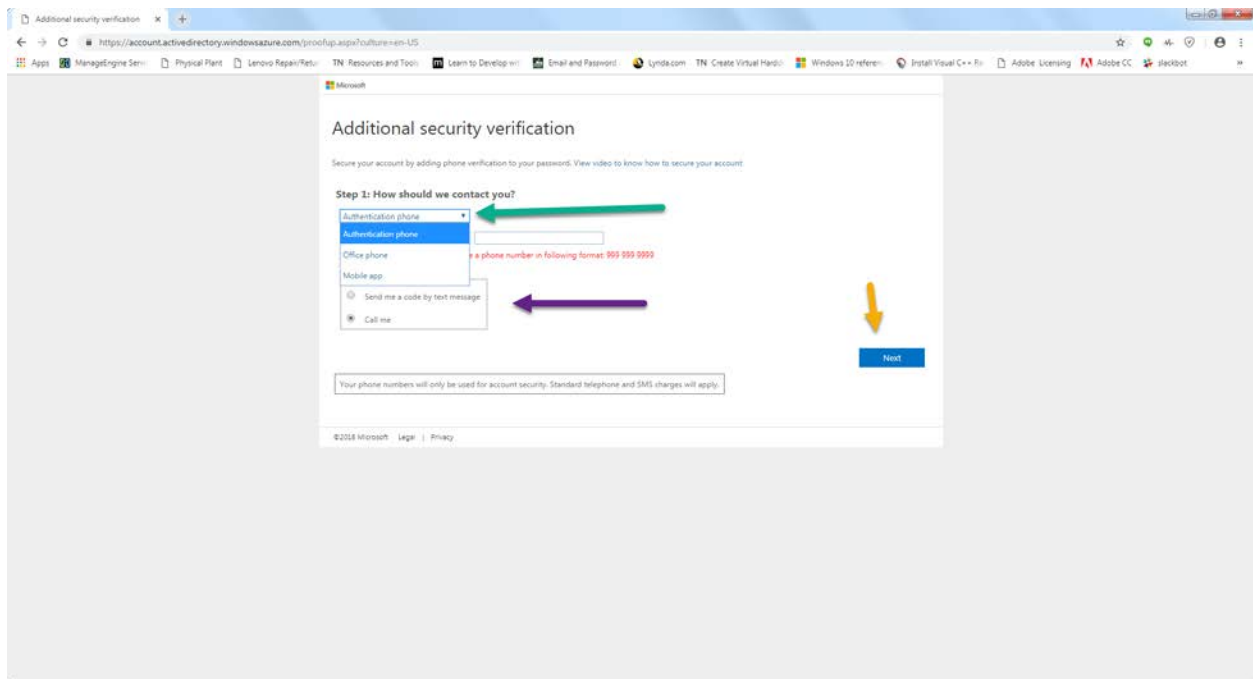 Additional security verification
https://account.activedirectory.windowsazure.com/proofup.aspx?culture=en-US
Apps ManageEngine Serv Physical Plant Lenovo Repair/Retu TN Resources and Tools Learn to Develop wit Email and Password Lynda.com TN Create Virtual Hard Windows 10 referen Install Visual C++ Adobe Licensing Adobe CC slackbot
Microsoft
Additional security verification
Secure your account by adding phone verification to your password. View video to know how to secure your account
Step 1: How should we contact you?
Authentication phone
Authentication phone
Office phone
e a phone number in following format: 999 999 9999
Mobile app
Send me a code by text message
Call me
Next
Your phone numbers will only be used for account security. Standard telephone and SMS charges will apply.
©2018 Microsoft Legal | Privacy